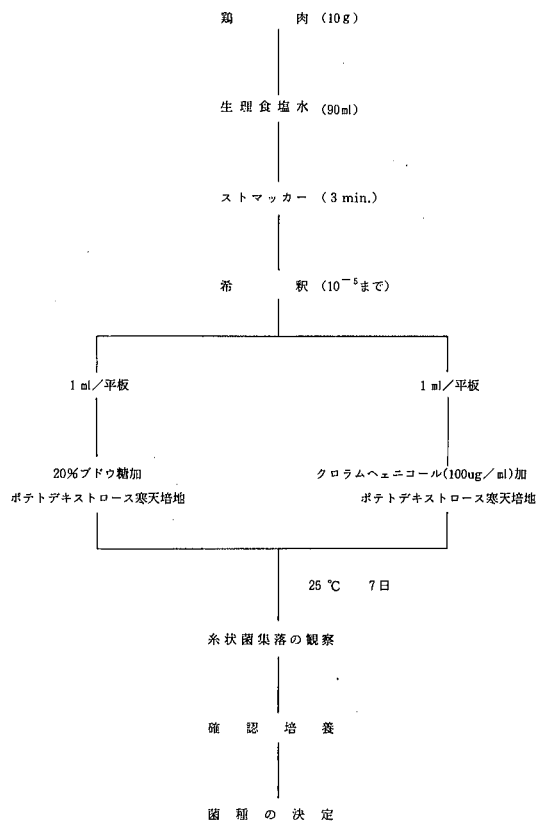 鶏肉 (10g)
生理食塩水 (90ml)
ストマッカー (3 min.)
希釈 (10⁻⁵まで)
1 ml/平板
1 ml/平板
20%ブドウ糖加
ポテトデキストロース寒天培地
クロラムヘェニコール(100ug/ml)加
ポテトデキストロース寒天培地
25 ℃ 7日
糸状菌集落の観察
確認培養
菌種の決定